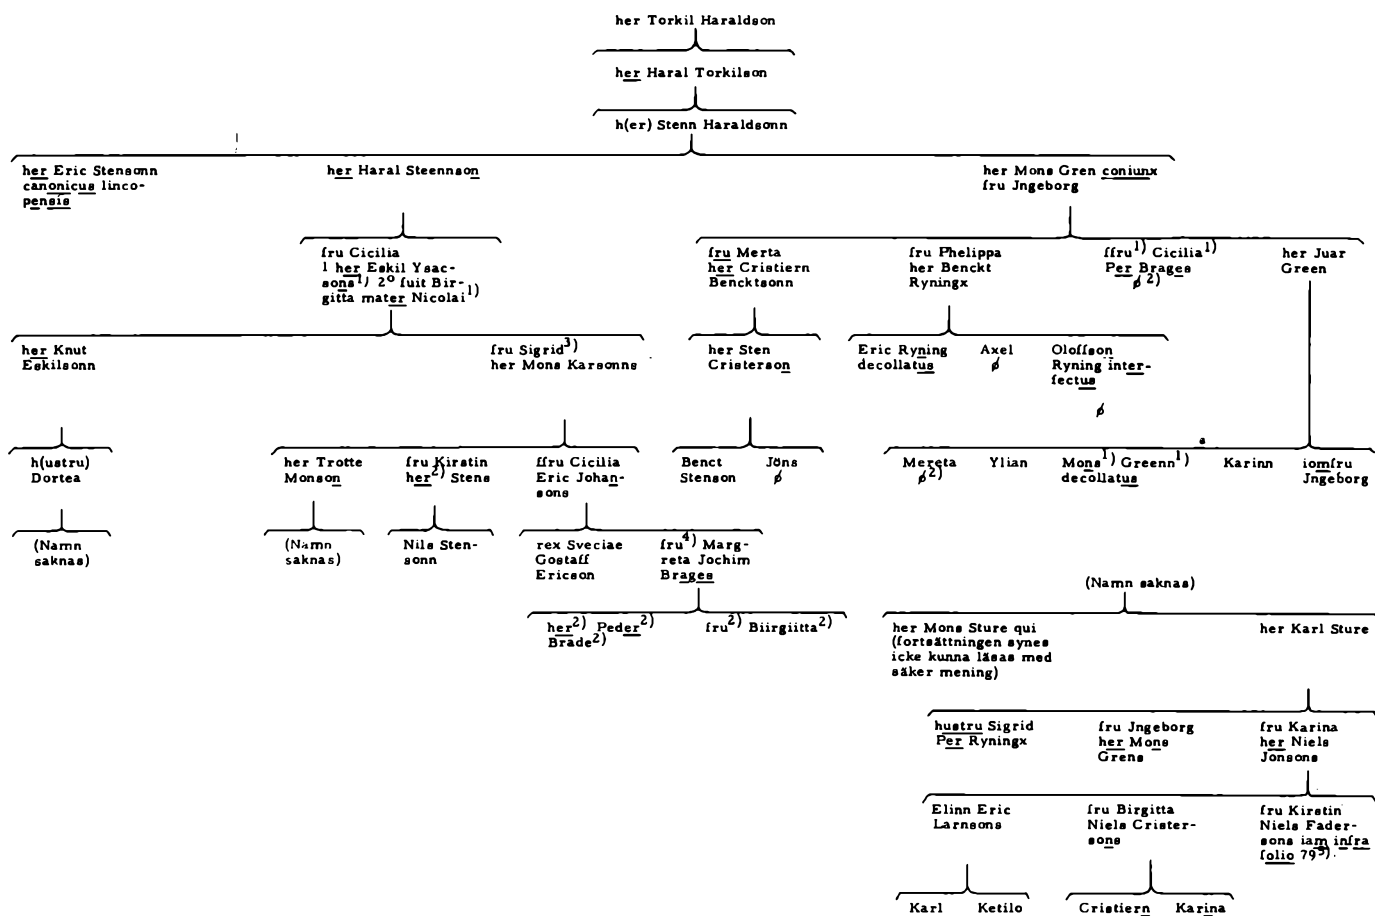 her Torkil Haraldson
her Haral Torkilson
h(er) Stenn Haraldsonn
her Eric Stensonn
canonicus linco-
pensis
her Haral Steennson
her Mons Gren coniunx
fru Jngeborg
fru Cicilia
1 her Eskil Ysac-
sons1) 2º fuit Bir-
gitta mater Nicolai1)
fru Merta
her Cristiern
Bencktsonn
fru Phelippa
her Benckt
Ryningx
ffru1) Cicilia1)
Per Brages
ø2)
her Juar
Green
her Knut
Eskilsonn
fru Sigrid3)
her Mons Karsonns
her Sten
Cristerson
Eric Ryning
decollatus
Axel
ø
Oloffson
Ryning inter-
fectus
ø
h(ustru)
Dortea
her Trotte
Monson
fru Kirstin
her2) Stens
ffru Cicilia
Eric Johan-
sons
Benct
Stenson
Jöns
ø
Mereta
ø2)
Ylian
Mons1) Greenn1)
decollatus
a
Karinn
iomfru
Jngeborg
(Namn
saknas)
(Namn
saknas)
Nils Sten-
sonn
rex Sveciae
Gostaff
Ericson
fru4) Marg-
reta Jochim
Brages
her2) Peder2)
Brade2)
fru2) Biirgiitta2)
(Namn saknas)
her Mons Sture qui
(fortsättningen synes
icke kunna läsas med
säker mening)
her Karl Sture
hustru Sigrid
Per Ryningx
fru Jngeborg
her Mons
Grens
fru Karina
her Niels
Jonsons
Elinn Eric
Larnsons
fru Birgitta
Niels Crister-
sons
fru Kirstin
Niels Fader-
sons iam infra
folio 795).
Karl
Ketilo
Cristiern
Karina